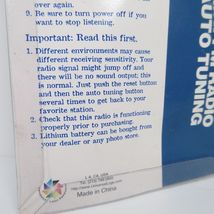 over again.
9. Be sure to turn power off if you
want to stop listening.
Important: Read this first.
1. Different environments may cause
different receiving sensitivity. Your
radio signal might jump off and
there will be no sound output; this
is normal. Just push the reset button
and then the auto tuning button
several times to get back to your
favorite station.
2. Check that this radio is functioning
properly prior to purchasing.
3. Lithium battery can be bought from
your dealer or any photo store.
L.A. CA. USA
Made in China
RADIO
AUTO TUNING